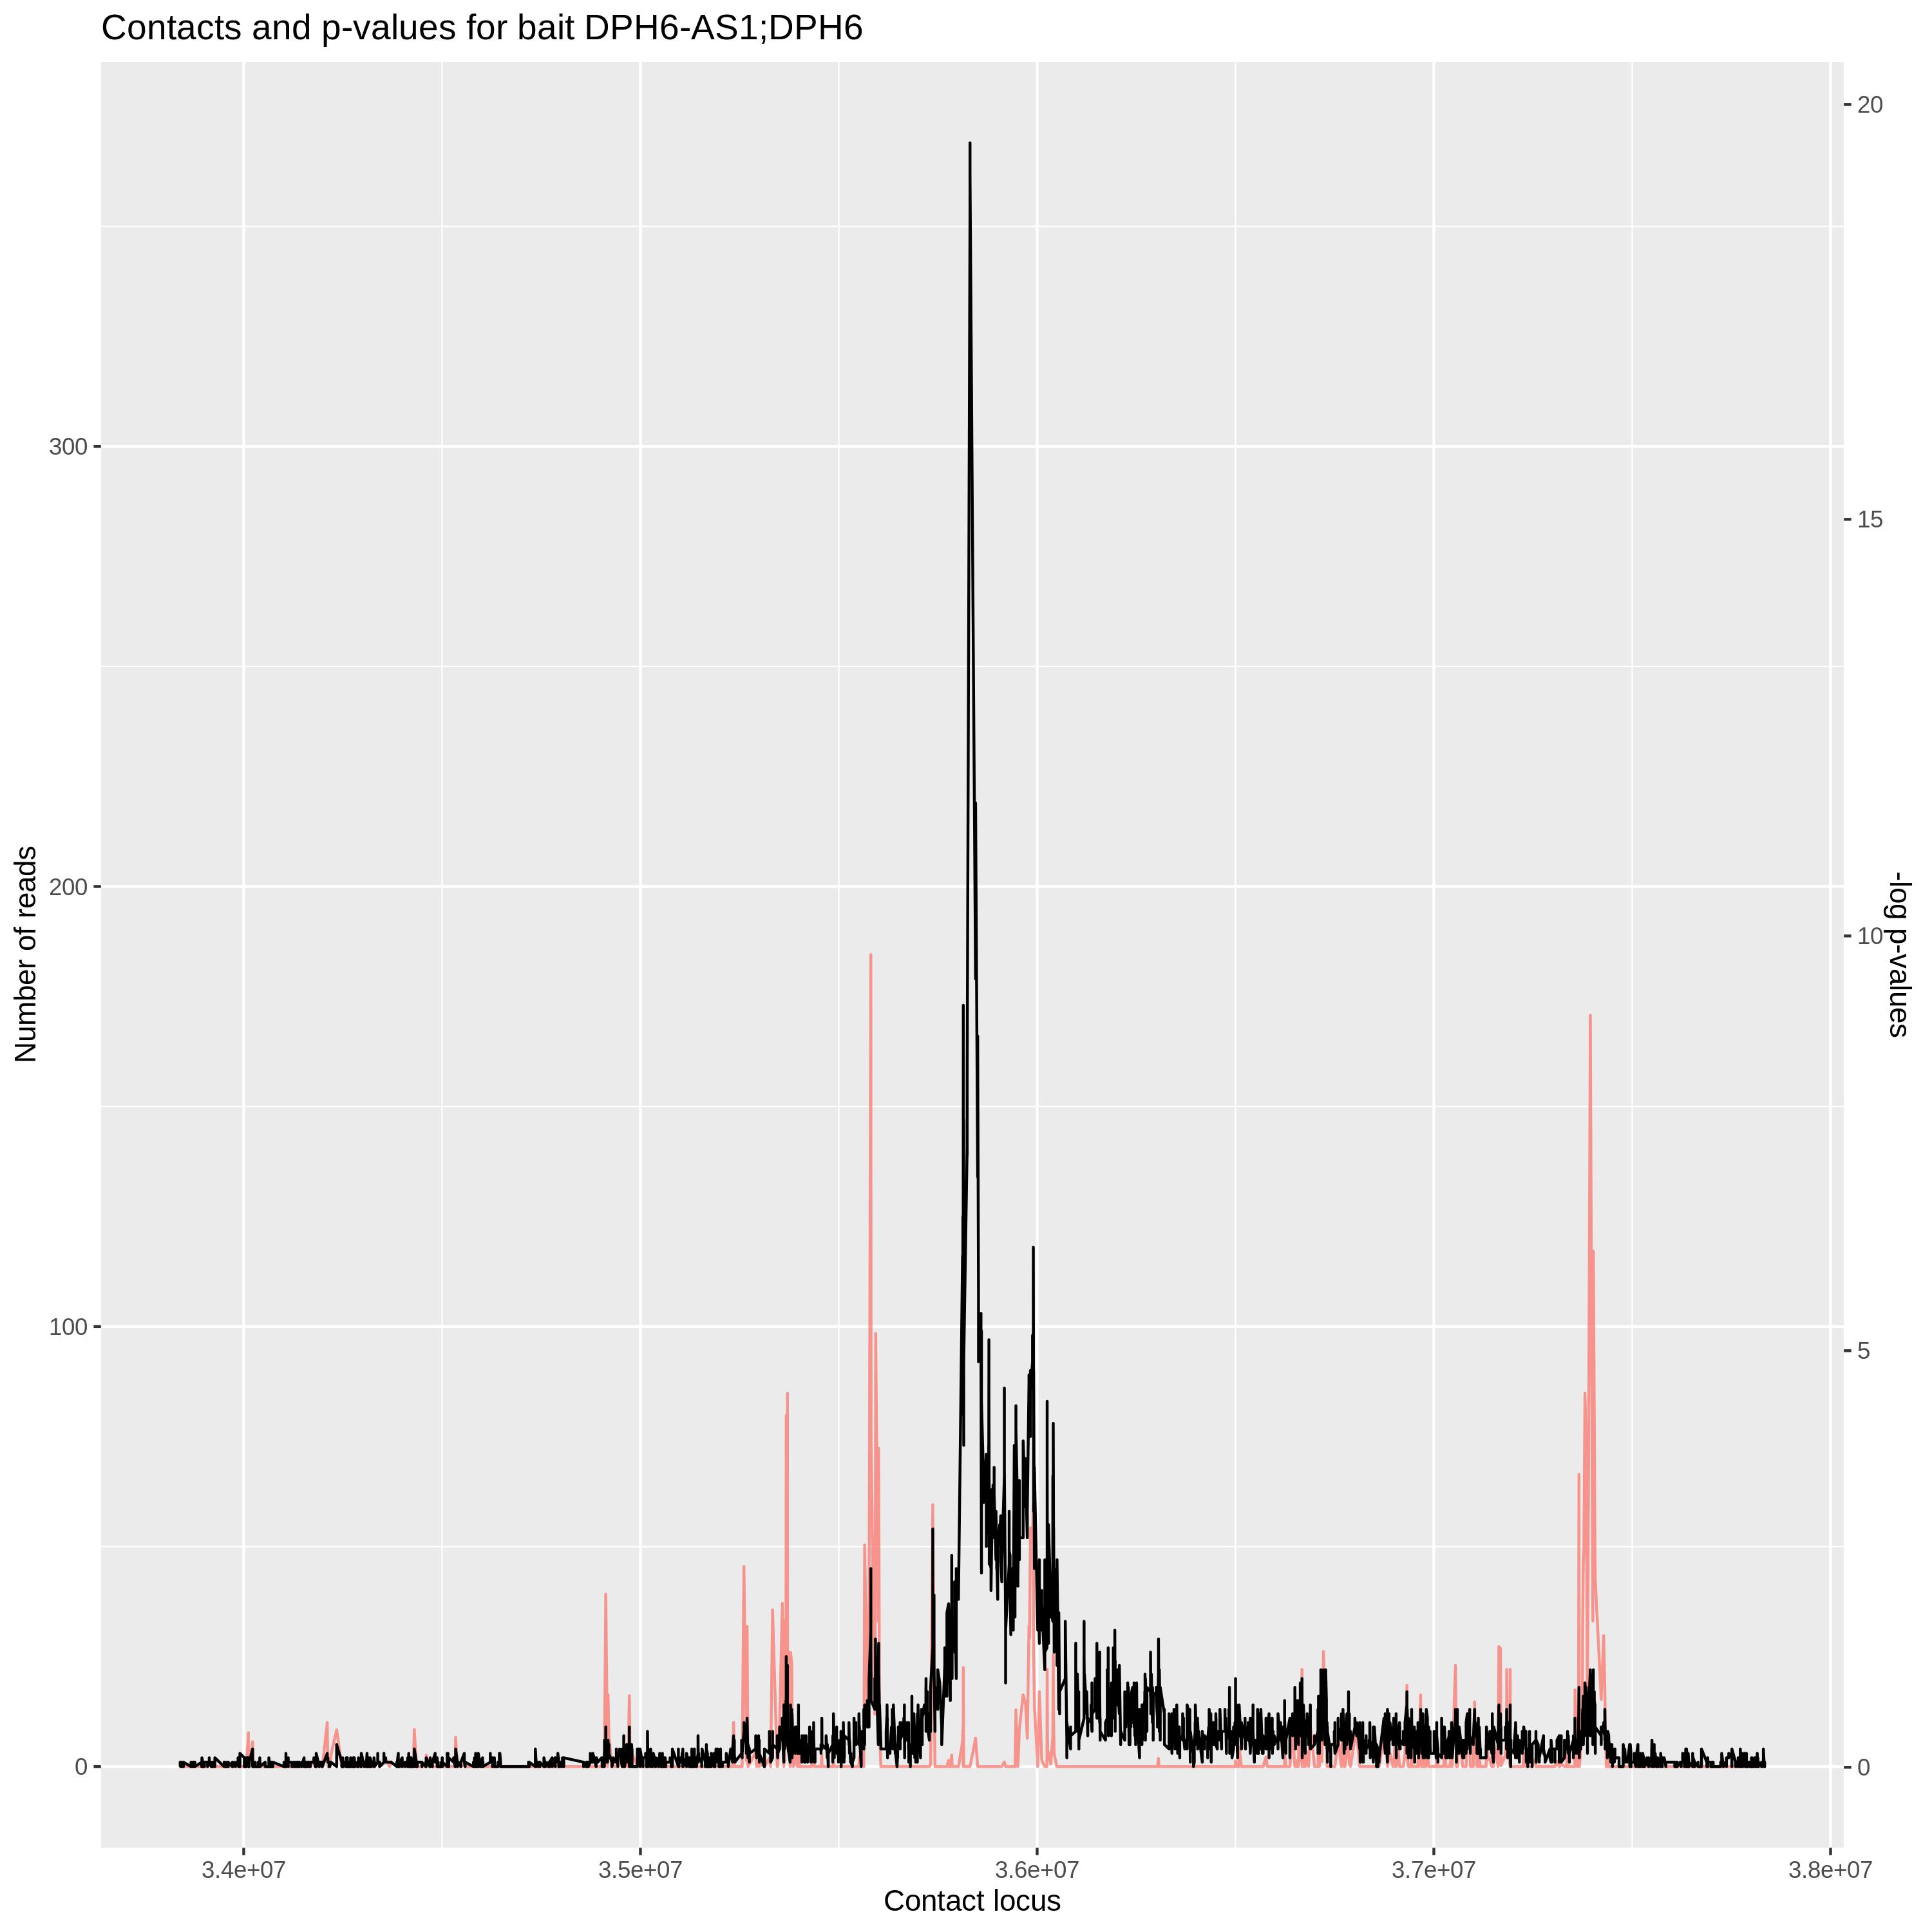 Contacts and p-values for bait DPH6-AS1;DPH6
Number of reads
300
200
100
0
20
15
10
5
0
-log p-values
3.4e+07 3.5e+07 3.6e+07 3.7e+07 3.8e+07
Contact locus